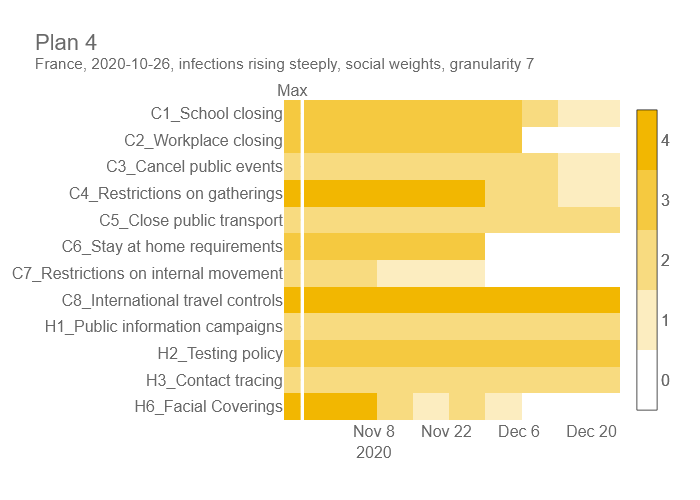 Plan 4
France, 2020-10-26, infections rising steeply, social weights, granularity 7
Max
C1_School closing
C2_Workplace closing
C3_Cancel public events
C4_Restrictions on gatherings
C5_Close public transport
C6_Stay at home requirements
C7_Restrictions on internal movement
C8_International travel controls
H1_Public information campaigns
H2_Testing policy
H3_Contact tracing
H6_Facial Coverings
4
3
2
1
0
Nov 8 Nov 22 Dec 6 Dec 20
2020